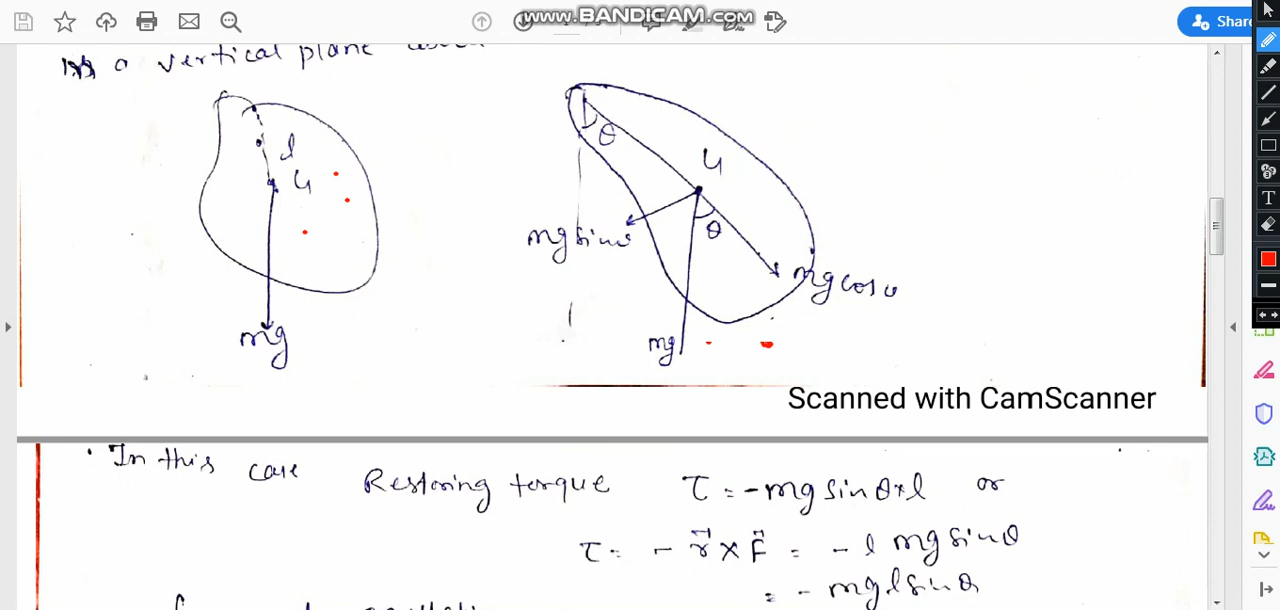 www.BANDICAM.com
Share
a vertical plane
l
G
mg
θ
G
θ
mg sinθ
mg cosθ
mg
Scanned with CamScanner
In this case Restoring torque τ = -mg sinθ × l or
τ = - r⃗ × F⃗ = - l mg sinθ
= - mgl sinθ